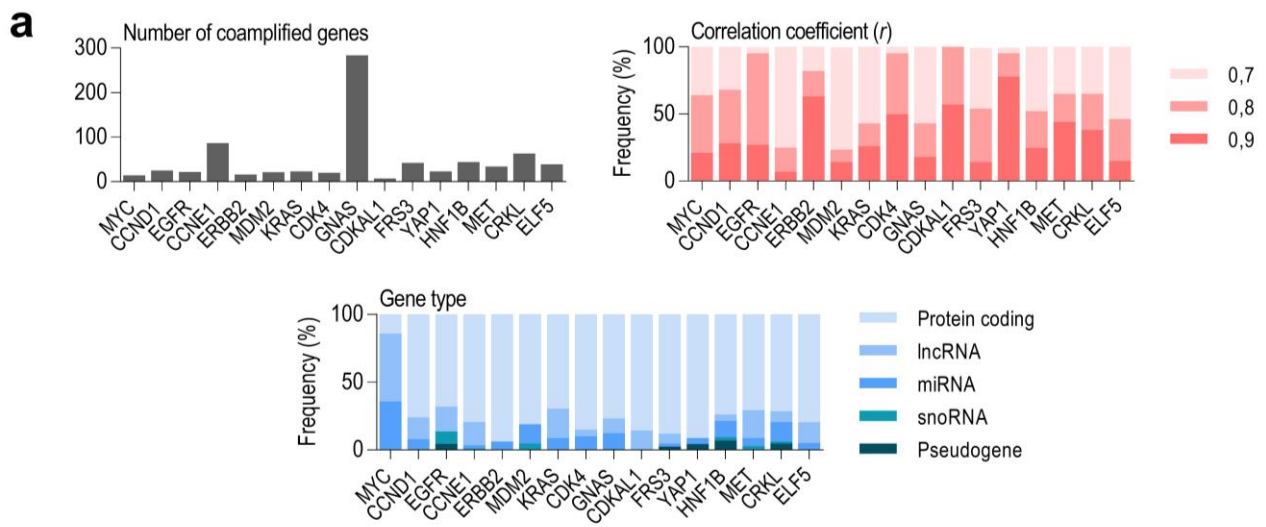 a
Number of coamplified genes
300
200
100
0
MYC
CCND1
EGFR
CCNE1
ERBB2
MDM2
KRAS
CDK4
GNAS
CDKAL1
FRS3
YAP1
HNF1B
MET
CRKL
ELF5
Correlation coefficient (r)
Frequency (%)
100
50
0
MYC
CCND1
EGFR
CCNE1
ERBB2
MDM2
KRAS
CDK4
GNAS
CDKAL1
FRS3
YAP1
HNF1B
MET
CRKL
ELF5
0,7
0,8
0,9
Gene type
Frequency (%)
100
50
0
MYC
CCND1
EGFR
CCNE1
ERBB2
MDM2
KRAS
CDK4
GNAS
CDKAL1
FRS3
YAP1
HNF1B
MET
CRKL
ELF5
Protein coding
lncRNA
miRNA
snoRNA
Pseudogene